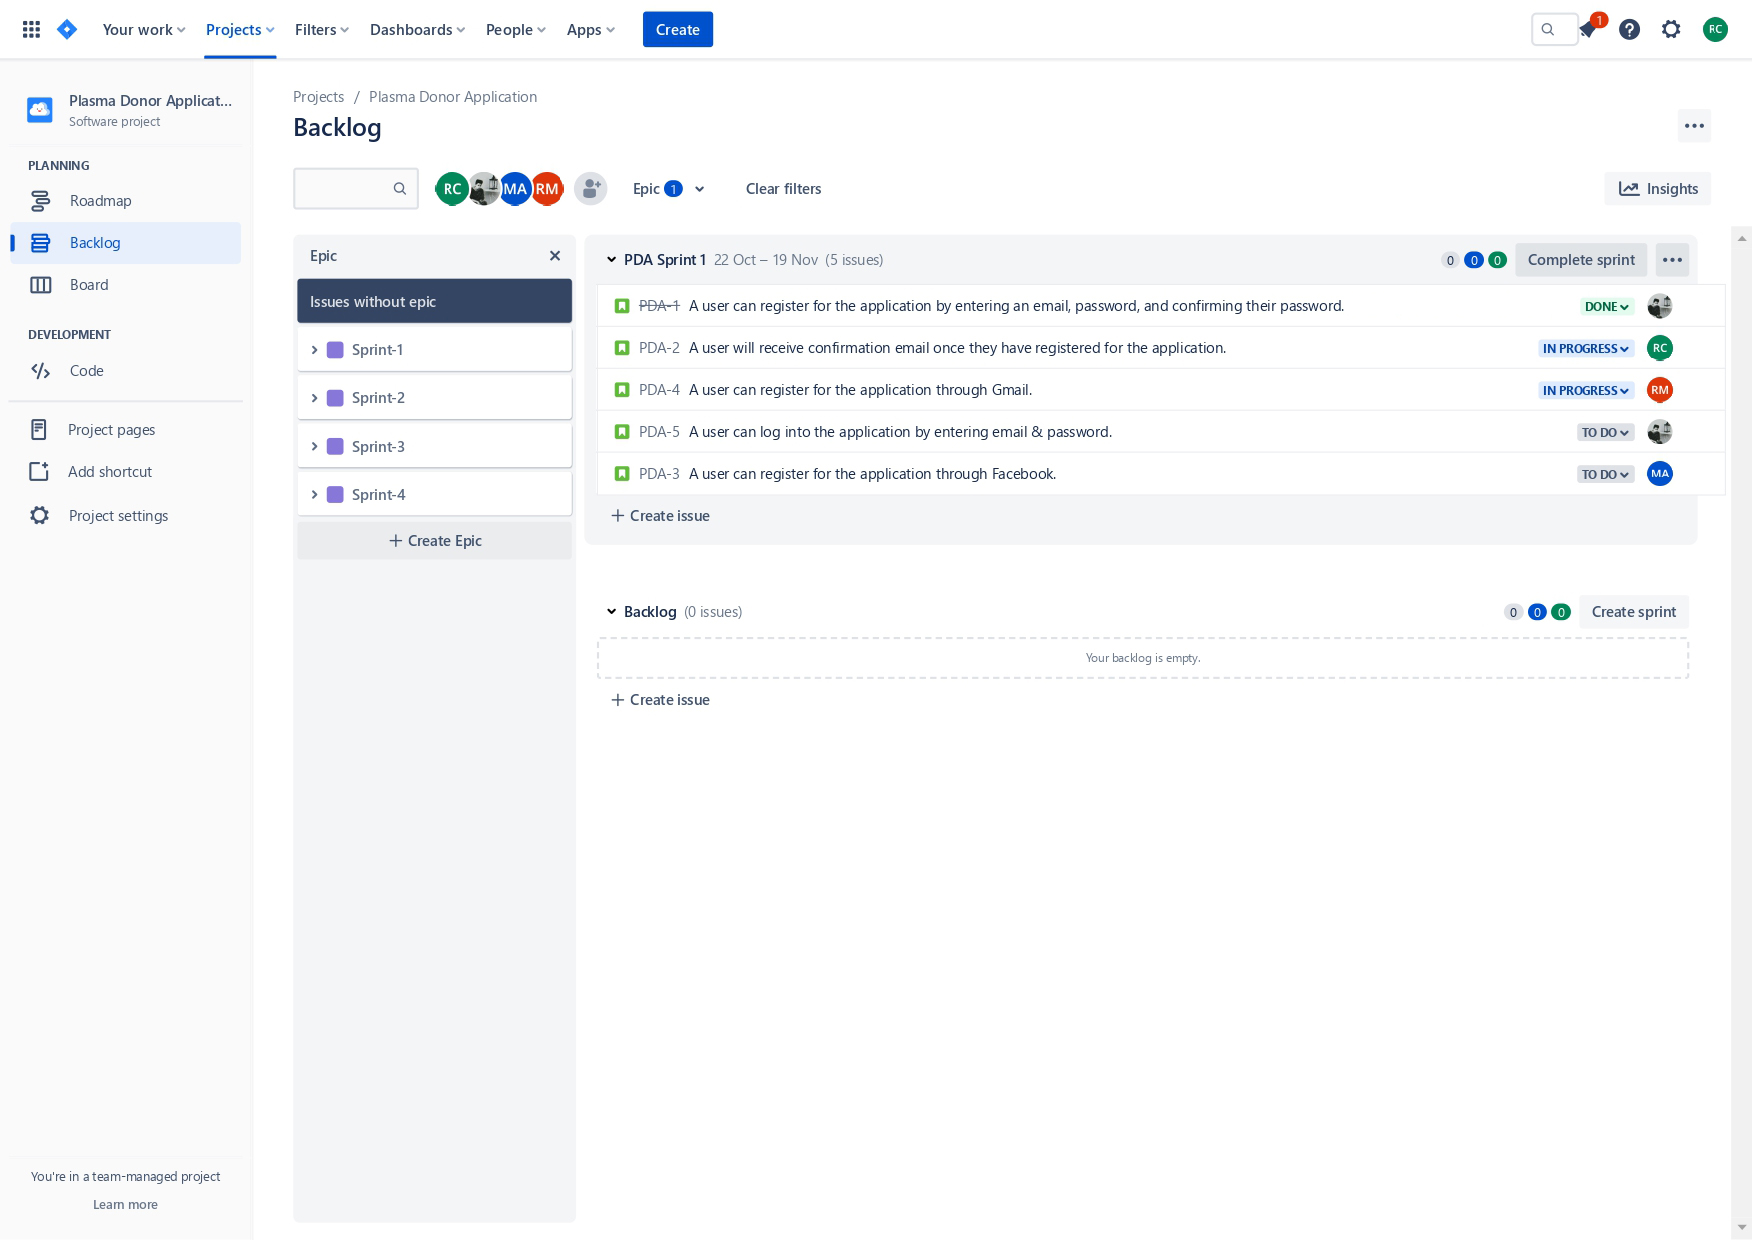 Your work Projects Filters Dashboards People Apps Create 1 RC
Plasma Donor Applicat...
Software project
PLANNING
Roadmap
Backlog
Board
DEVELOPMENT
Code
Project pages
Add shortcut
Project settings
You're in a team-managed project
Learn more
Projects / Plasma Donor Application
Backlog
RC MA RM Epic 1 Clear filters Insights
Epic
Issues without epic
Sprint-1
Sprint-2
Sprint-3
Sprint-4
Create Epic
PDA Sprint 1 22 Oct – 19 Nov (5 issues) 0 0 0 Complete sprint
PDA-1 A user can register for the application by entering an email, password, and confirming their password. DONE
PDA-2 A user will receive confirmation email once they have registered for the application. IN PROGRESS RC
PDA-4 A user can register for the application through Gmail. IN PROGRESS RM
PDA-5 A user can log into the application by entering email & password. TO DO
PDA-3 A user can register for the application through Facebook. TO DO MA
Create issue
Backlog (0 issues) 0 0 0 Create sprint
Your backlog is empty.
Create issue